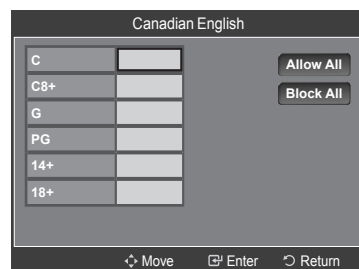 Canadian English
C
Allow All
C8+
Block All
G
PG
14+
18+
Move Enter Return